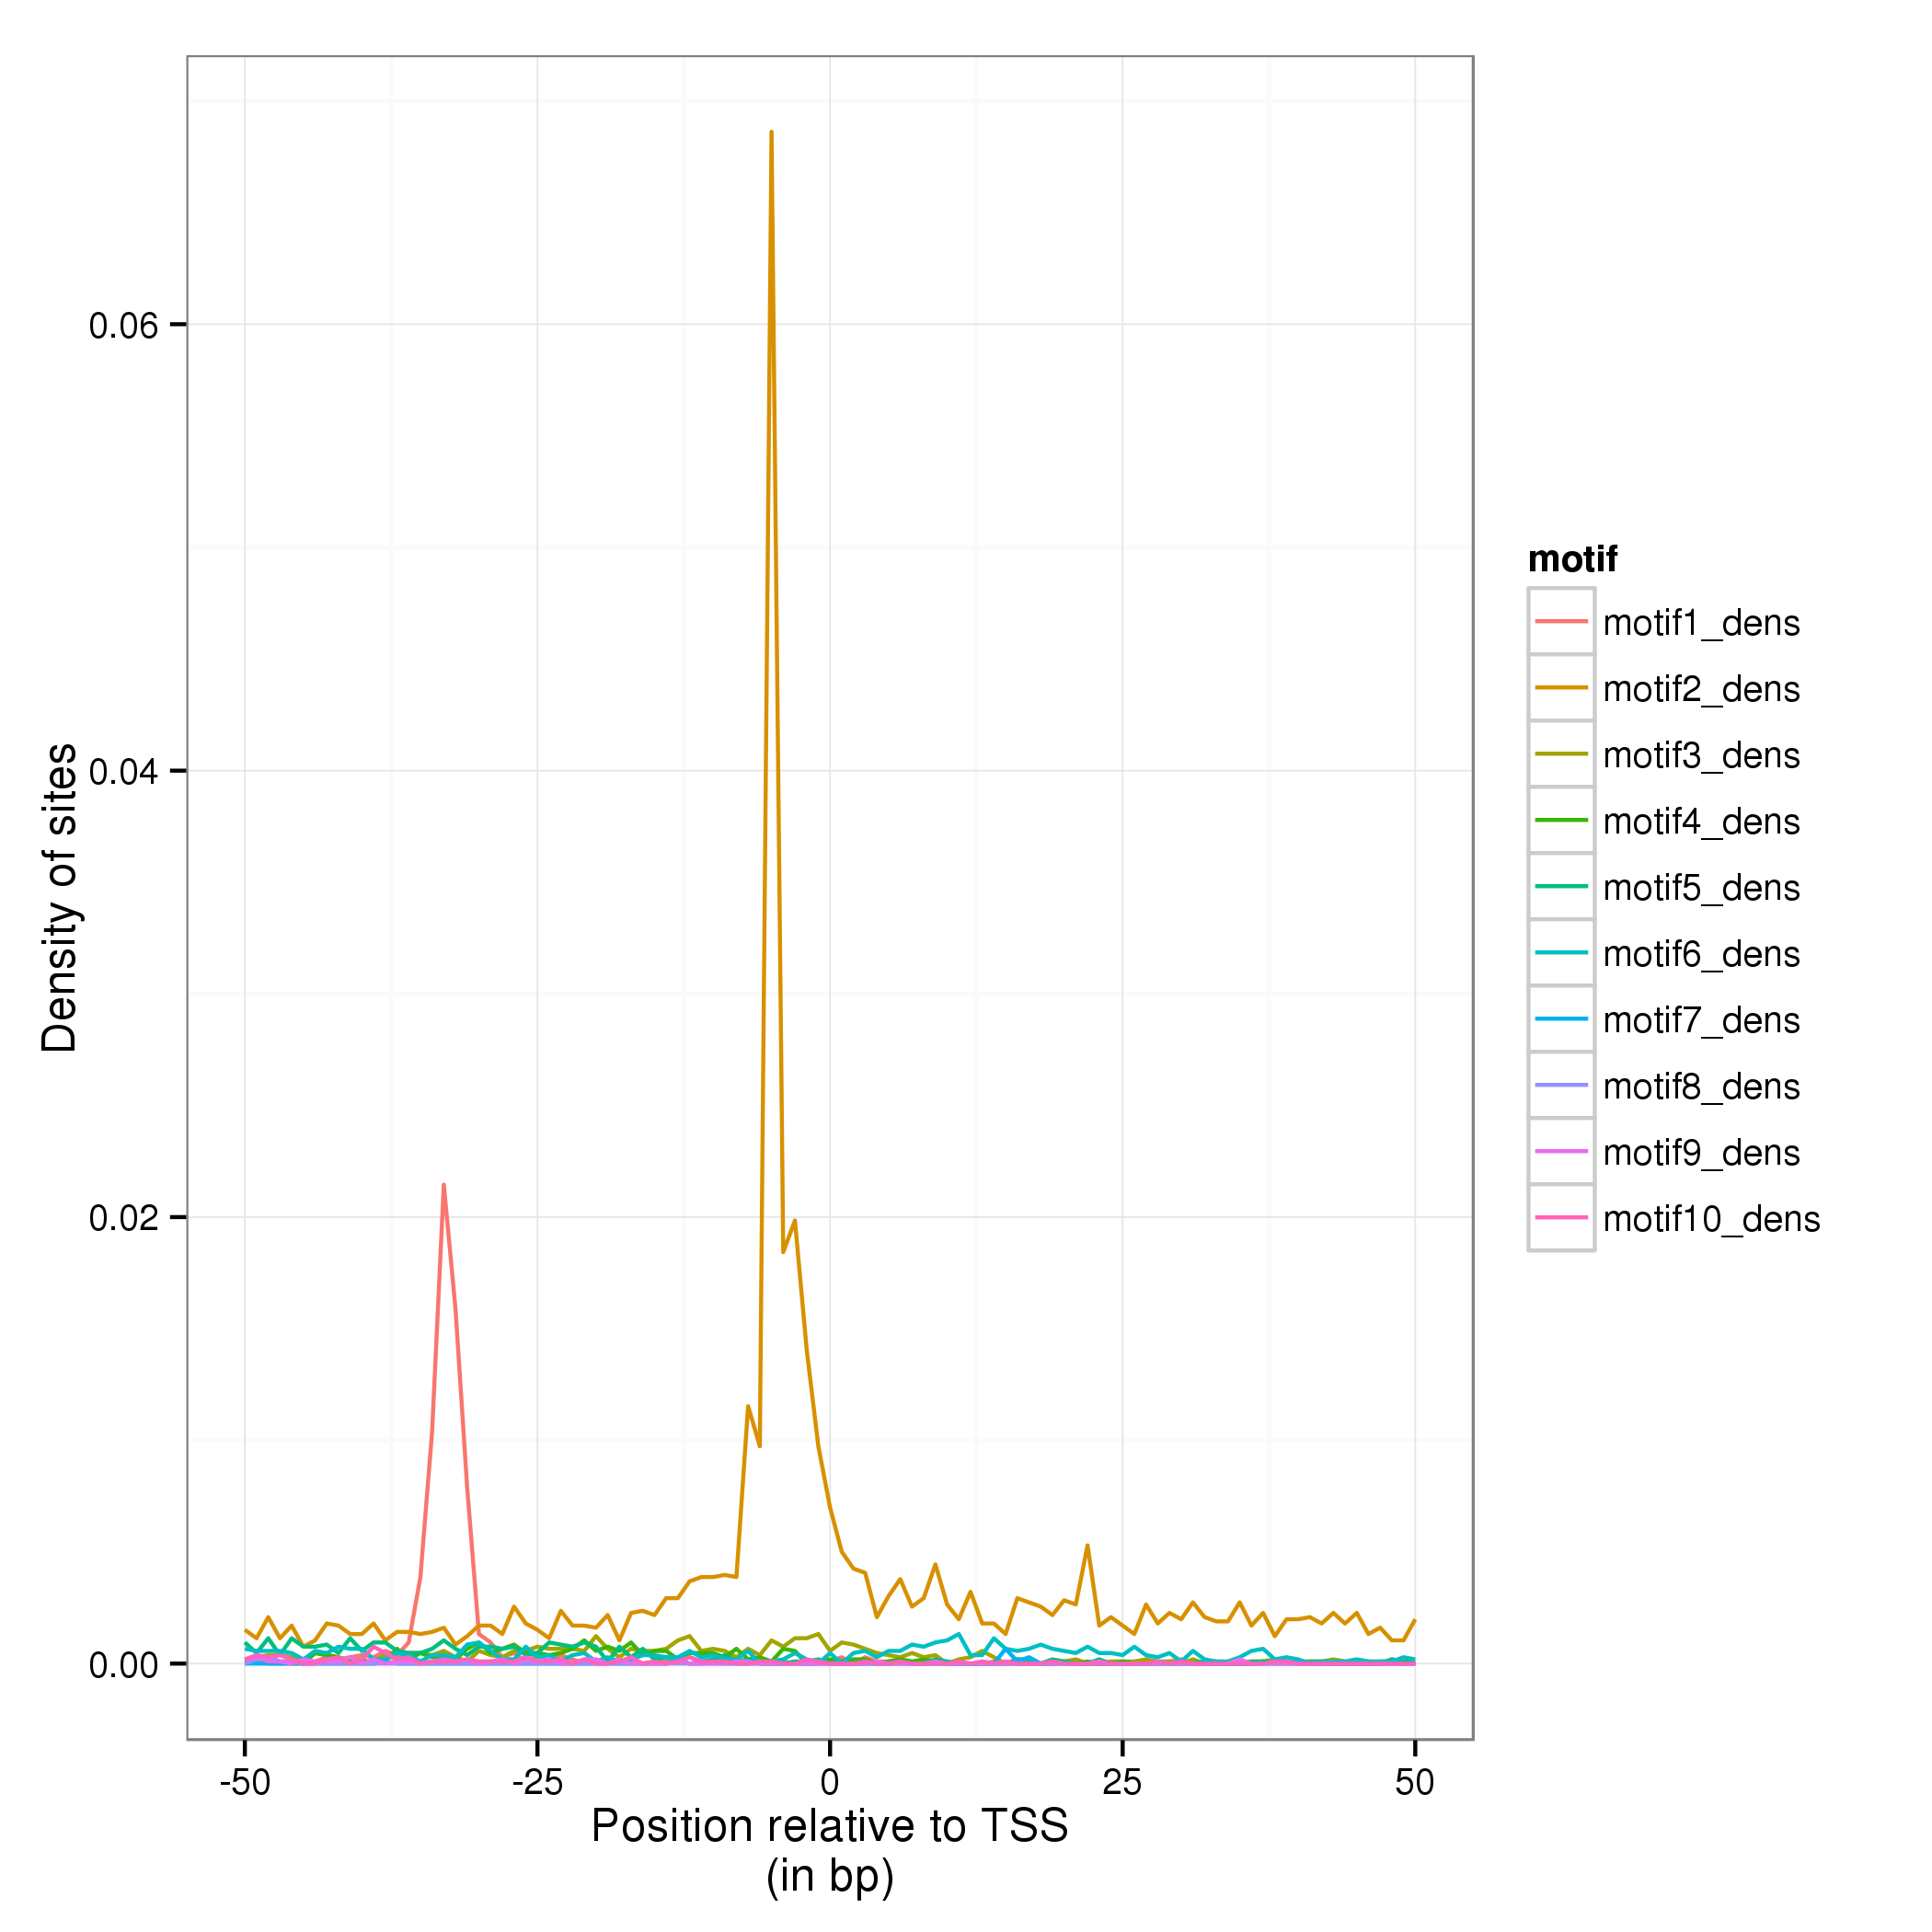 0.06
0.04
0.02
0.00
Density of sites
-50
-25
0
25
50
Position relative to TSS
(in bp)
motif
motif1_dens
motif2_dens
motif3_dens
motif4_dens
motif5_dens
motif6_dens
motif7_dens
motif8_dens
motif9_dens
motif10_dens